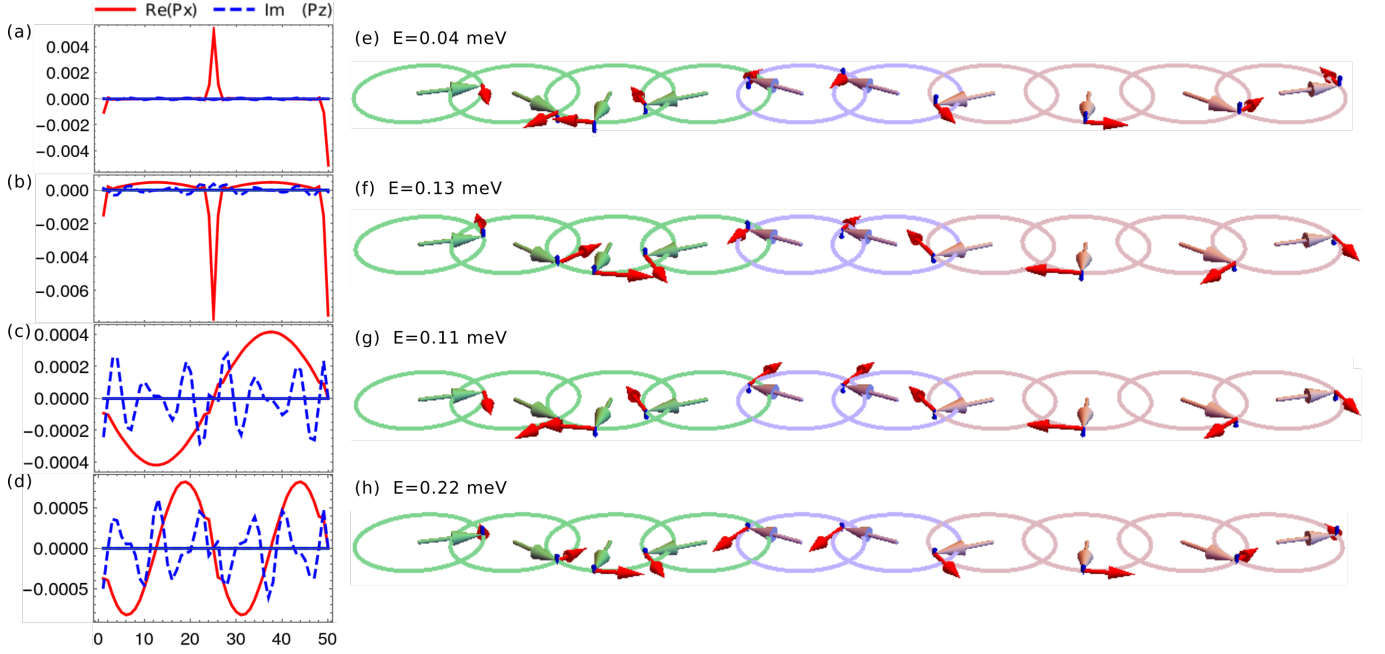 Re(Px) Im (Pz)
(a)
0.004
0.002
0.000
−0.002
−0.004
(e) E=0.04 meV
(b)
0.000
−0.002
−0.004
−0.006
(f) E=0.13 meV
(c)
0.0004
0.0002
0.0000
−0.0002
−0.0004
(g) E=0.11 meV
(d)
0.0005
0.0000
−0.0005
0 10 20 30 40 50
(h) E=0.22 meV